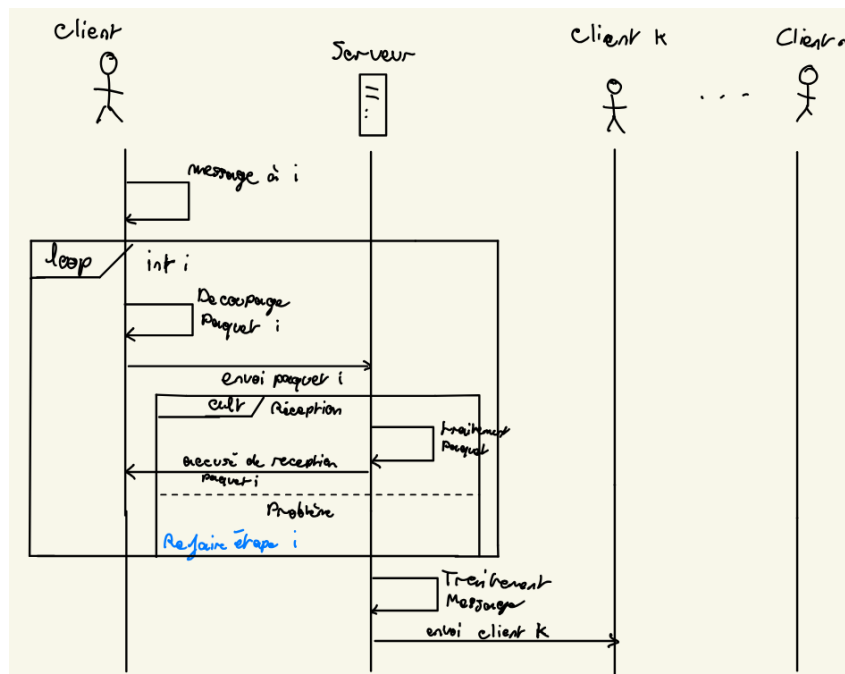 Client
Serveur
Client k
Client
message à i
loop
int i
Decoupage
paquet i
envoi paquet i
alt
Réception
traitement
paquet
accusé de reception
paquet i
Problème
Refaire étape i
Traitement
Message
envoi client k